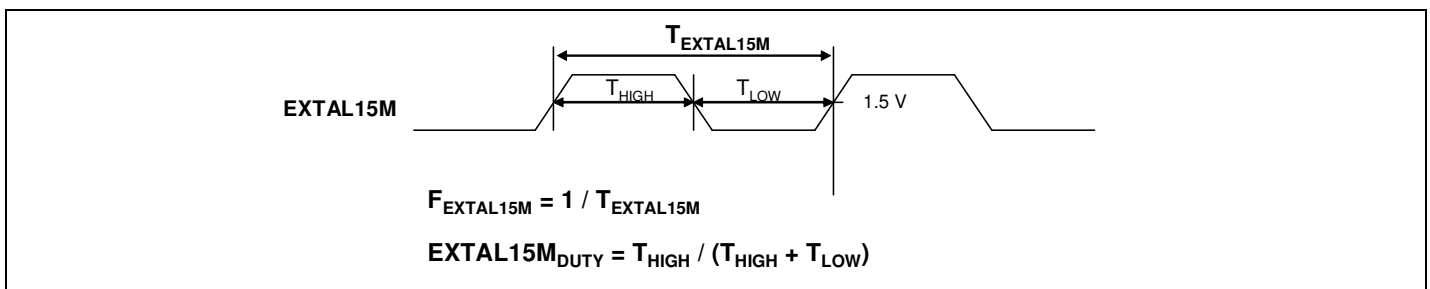 TEXTAL15M
EXTAL15M
THIGH
TLOW
1.5 V
FEXTAL15M = 1 / TEXTAL15M
EXTAL15MDUTY = THIGH / (THIGH + TLOW)